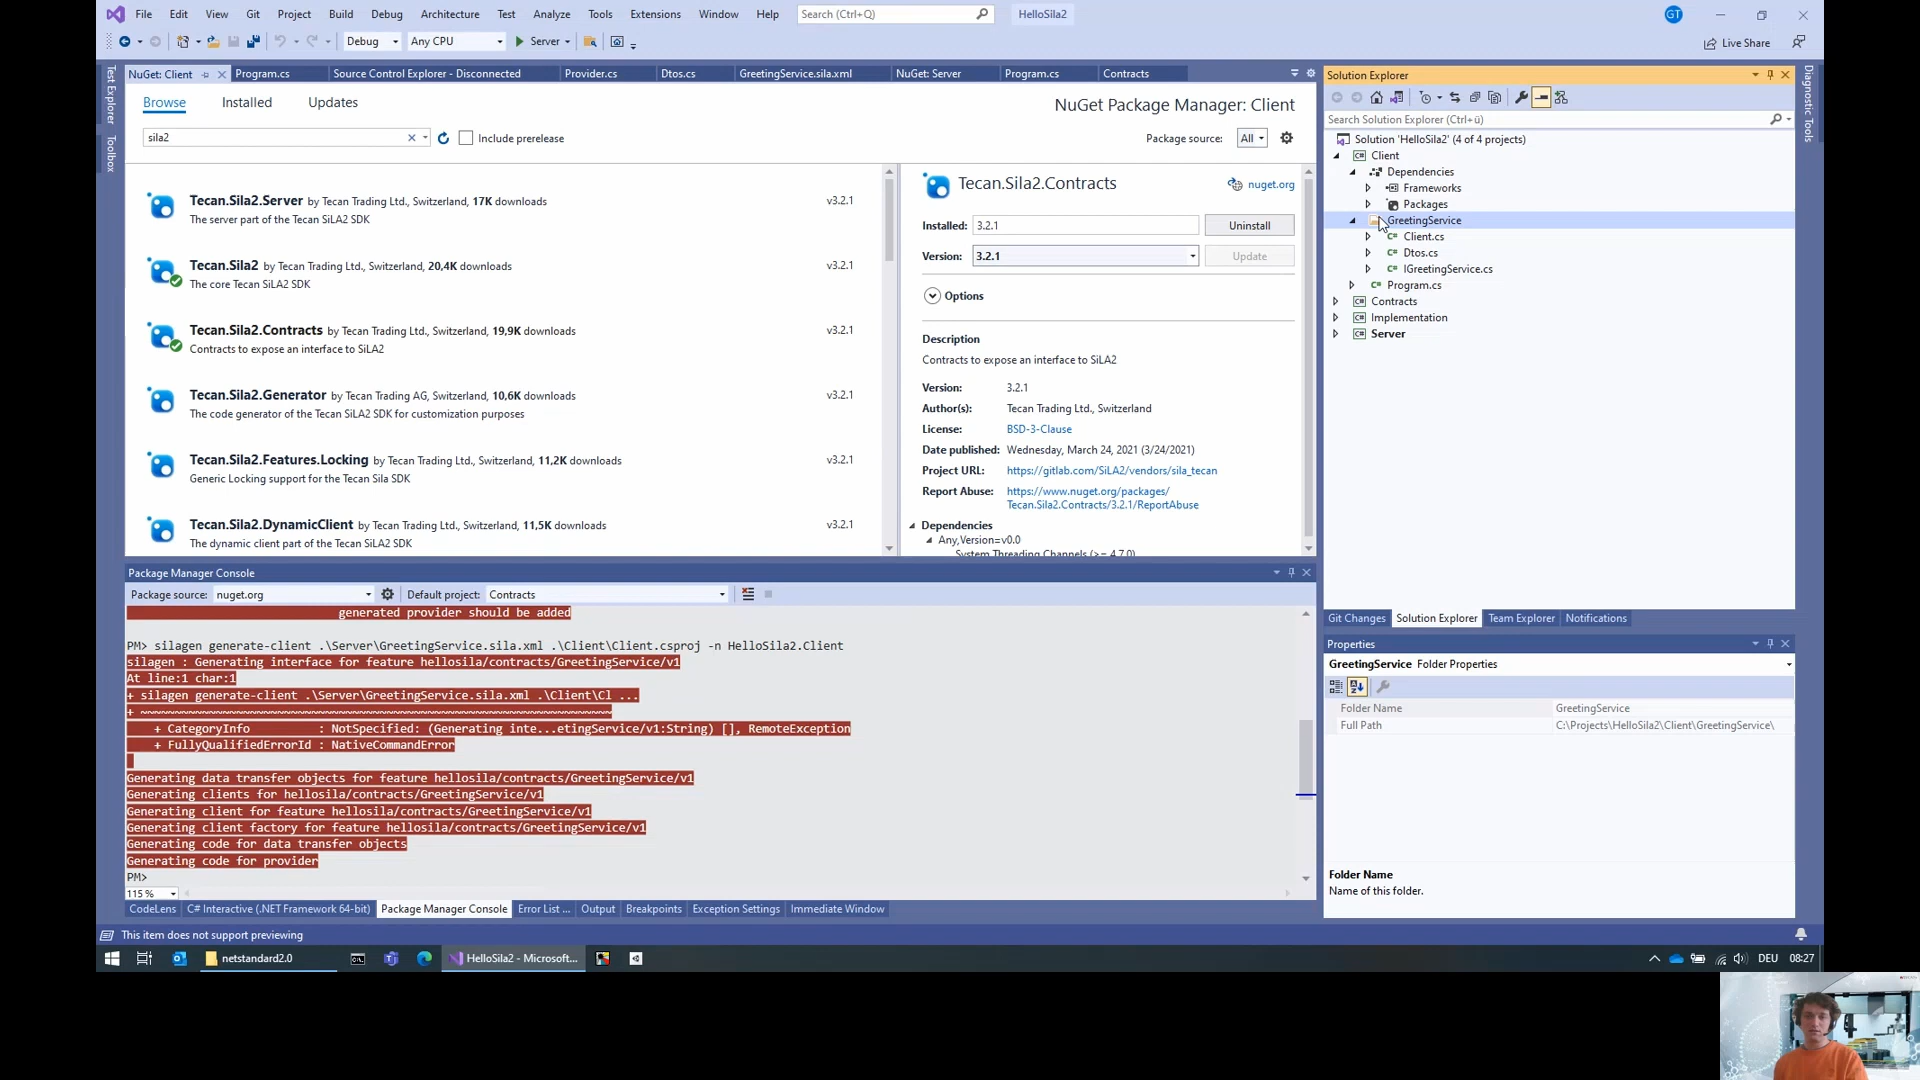 File Edit View Git Project Build Debug Architecture Test Analyze Tools Extensions Window Help Search (Ctrl+Q) HelloSila2 GT
Debug Any CPU Server Live Share
Test Explorer
Toolbox
NuGet: Client Program.cs Source Control Explorer - Disconnected Provider.cs Dtos.cs GreetingService.sila.xml NuGet: Server Program.cs Contracts
Browse Installed Updates
NuGet Package Manager: Client
sila2 Include prerelease
Package source: All
Tecan.Sila2.Server by Tecan Trading Ltd., Switzerland, 17K downloads v3.2.1
The server part of the Tecan SiLA2 SDK
Tecan.Sila2 by Tecan Trading Ltd., Switzerland, 20,4K downloads v3.2.1
The core Tecan SiLA2 SDK
Tecan.Sila2.Contracts by Tecan Trading Ltd., Switzerland, 19,9K downloads v3.2.1
Contracts to expose an interface to SiLA2
Tecan.Sila2.Generator by Tecan Trading AG, Switzerland, 10,6K downloads v3.2.1
The code generator of the Tecan SiLA2 SDK for customization purposes
Tecan.Sila2.Features.Locking by Tecan Trading Ltd., Switzerland, 11,2K downloads v3.2.1
Generic Locking support for the Tecan Sila SDK
Tecan.Sila2.DynamicClient by Tecan Trading Ltd., Switzerland, 11,5K downloads v3.2.1
The dynamic client part of the Tecan SiLA2 SDK
Tecan.Sila2.Contracts nuget.org
Installed: 3.2.1 Uninstall
Version: 3.2.1 Update
Options
Description
Contracts to expose an interface to SiLA2
Version: 3.2.1
Author(s): Tecan Trading Ltd., Switzerland
License: BSD-3-Clause
Date published: Wednesday, March 24, 2021 (3/24/2021)
Project URL: https://gitlab.com/SiLA2/vendors/sila_tecan
Report Abuse: https://www.nuget.org/packages/
Tecan.Sila2.Contracts/3.2.1/ReportAbuse
Dependencies
Any,Version=v0.0
System.Threading.Channels (>= 4.7.0)
Package Manager Console
Package source: nuget.org Default project: Contracts
generated provider should be added
PM> silagen generate-client .\Server\GreetingService.sila.xml .\Client\Client.csproj -n HelloSila2.Client
silagen : Generating interface for feature hellosila/contracts/GreetingService/v1
At line:1 char:1
+ silagen generate-client .\Server\GreetingService.sila.xml .\Client\Cl ...
+ ~~~~~~~~~~~~~~~~~~~~~~~~~~~~~~~~~~~~~~~~~~~~~~~~~~~~~~~~~~~~~~~~~~~~~
+ CategoryInfo : NotSpecified: (Generating inte...etingService/v1:String) [], RemoteException
+ FullyQualifiedErrorId : NativeCommandError
Generating data transfer objects for feature hellosila/contracts/GreetingService/v1
Generating clients for hellosila/contracts/GreetingService/v1
Generating client for feature hellosila/contracts/GreetingService/v1
Generating client factory for feature hellosila/contracts/GreetingService/v1
Generating code for data transfer objects
Generating code for provider
PM>
115 %
CodeLens C# Interactive (.NET Framework 64-bit) Package Manager Console Error List ... Output Breakpoints Exception Settings Immediate Window
This item does not support previewing
Solution Explorer
Search Solution Explorer (Ctrl+ü)
Solution 'HelloSila2' (4 of 4 projects)
Client
Dependencies
Frameworks
Packages
GreetingService
Client.cs
Dtos.cs
IGreetingService.cs
Program.cs
Contracts
Implementation
Server
Git Changes Solution Explorer Team Explorer Notifications
Properties
GreetingService Folder Properties
Folder Name GreetingService
Full Path C:\Projects\HelloSila2\Client\GreetingService\
Folder Name
Name of this folder.
Diagnostic Tools
netstandard2.0 HelloSila2 - Microsoft... DEU 08:27